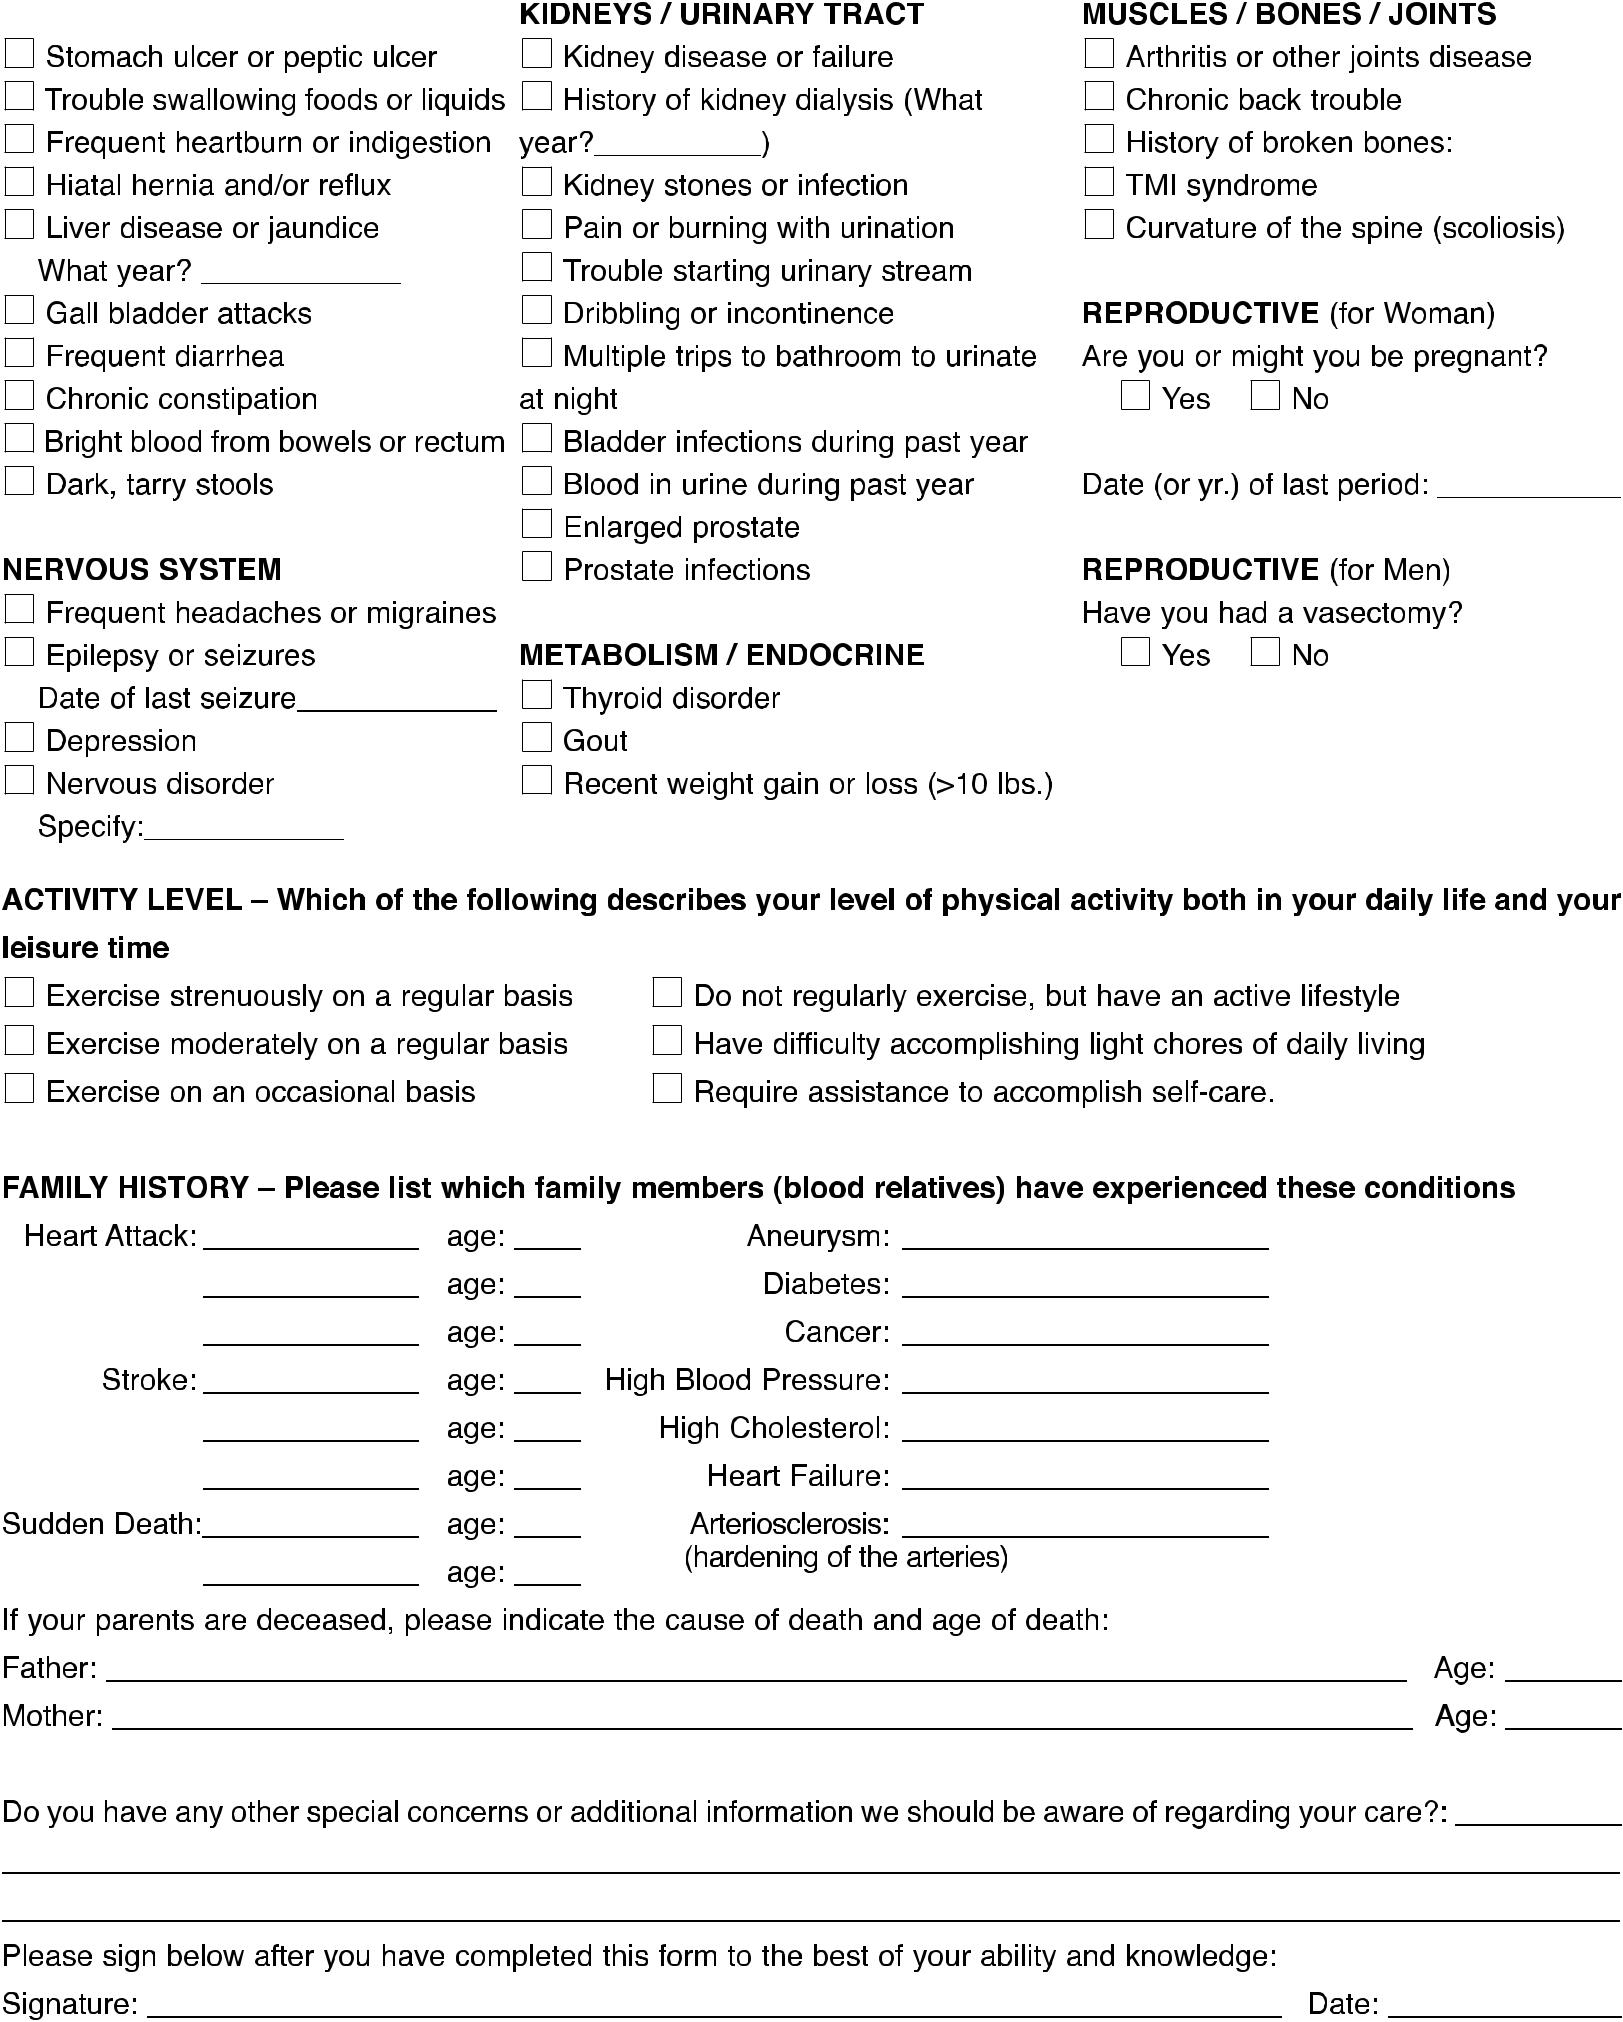 ☐ Stomach ulcer or peptic ulcer
☐ Trouble swallowing foods or liquids
☐ Frequent heartburn or indigestion
☐ Hiatal hernia and/or reflux
☐ Liver disease or jaundice
What year? ____________
☐ Gall bladder attacks
☐ Frequent diarrhea
☐ Chronic constipation
☐ Bright blood from bowels or rectum
☐ Dark, tarry stools
NERVOUS SYSTEM
☐ Frequent headaches or migraines
☐ Epilepsy or seizures
Date of last seizure____________
☐ Depression
☐ Nervous disorder
Specify:____________
KIDNEYS / URINARY TRACT
☐ Kidney disease or failure
☐ History of kidney dialysis (What
year?__________)
☐ Kidney stones or infection
☐ Pain or burning with urination
☐ Trouble starting urinary stream
☐ Dribbling or incontinence
☐ Multiple trips to bathroom to urinate
at night
☐ Bladder infections during past year
☐ Blood in urine during past year
☐ Enlarged prostate
☐ Prostate infections
METABOLISM / ENDOCRINE
☐ Thyroid disorder
☐ Gout
☐ Recent weight gain or loss (>10 lbs.)
MUSCLES / BONES / JOINTS
☐ Arthritis or other joints disease
☐ Chronic back trouble
☐ History of broken bones:
☐ TMI syndrome
☐ Curvature of the spine (scoliosis)
REPRODUCTIVE (for Woman)
Are you or might you be pregnant?
☐ Yes ☐ No
Date (or yr.) of last period: ___________
REPRODUCTIVE (for Men)
Have you had a vasectomy?
☐ Yes ☐ No
ACTIVITY LEVEL – Which of the following describes your level of physical activity both in your daily life and your
leisure time
☐ Exercise strenuously on a regular basis ☐ Do not regularly exercise, but have an active lifestyle
☐ Exercise moderately on a regular basis ☐ Have difficulty accomplishing light chores of daily living
☐ Exercise on an occasional basis ☐ Require assistance to accomplish self-care.
FAMILY HISTORY – Please list which family members (blood relatives) have experienced these conditions
Heart Attack: _____________ age: ____ Aneurysm: ______________________
_____________ age: ____ Diabetes: ______________________
_____________ age: ____ Cancer: ______________________
Stroke: _____________ age: ____ High Blood Pressure: ______________________
_____________ age: ____ High Cholesterol: ______________________
_____________ age: ____ Heart Failure: ______________________
Sudden Death:_____________ age: ____ Arteriosclerosis: ______________________
(hardening of the arteries)
_____________ age: ____
If your parents are deceased, please indicate the cause of death and age of death:
Father: ____________________ Age: _______
Mother: ____________________ Age: _______
Do you have any other special concerns or additional information we should be aware of regarding your care?: __________
Please sign below after you have completed this form to the best of your ability and knowledge:
Signature: ____________________ Date: ______________